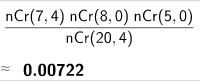 nCr(7, 4) nCr(8, 0) nCr(5, 0)
nCr(20, 4)
≈ 0.00722